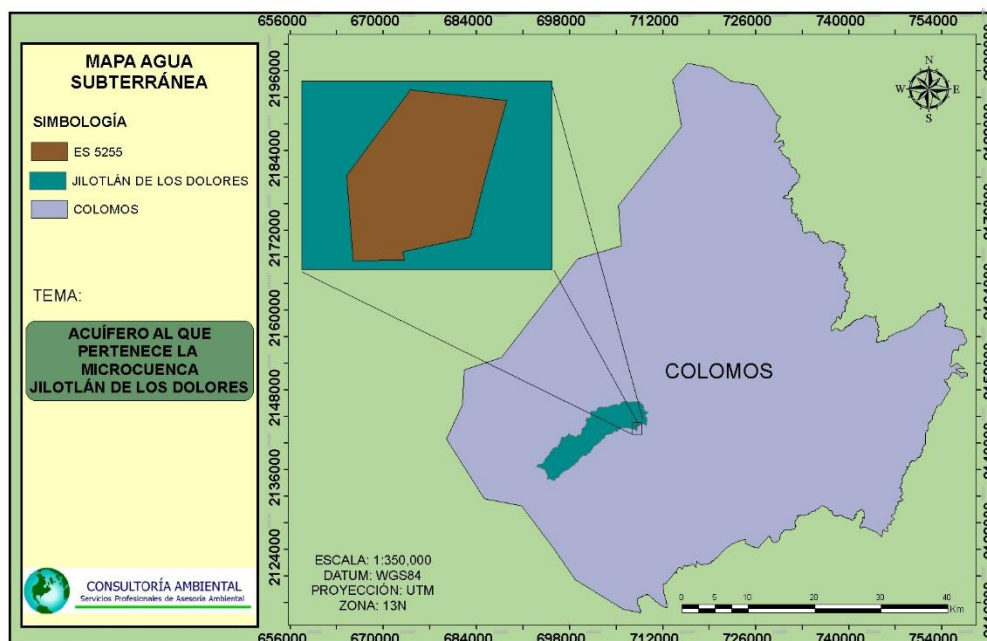 656000 670000 684000 698000 712000 726000 740000 754000
MAPA AGUA
SUBTERRÁNEA
SIMBOLOGÍA
ES 5255
JILOTLÁN DE LOS DOLORES
COLOMOS
TEMA:
ACUÍFERO AL QUE
PERTENECE LA
MICROCUENCA
JILOTLÁN DE LOS DOLORES
CONSULTORÍA AMBIENTAL
Servicios Profesionales de Asesoría Ambiental
2196000
2184000
2172000
2160000
2148000
2136000
2124000
N
W E
S
COLOMOS
ESCALA: 1:350,000
DATUM: WGS84
PROYECCIÓN: UTM
ZONA: 13N
0 5 10 20 30 40
Km
656000 670000 684000 698000 712000 726000 740000 754000